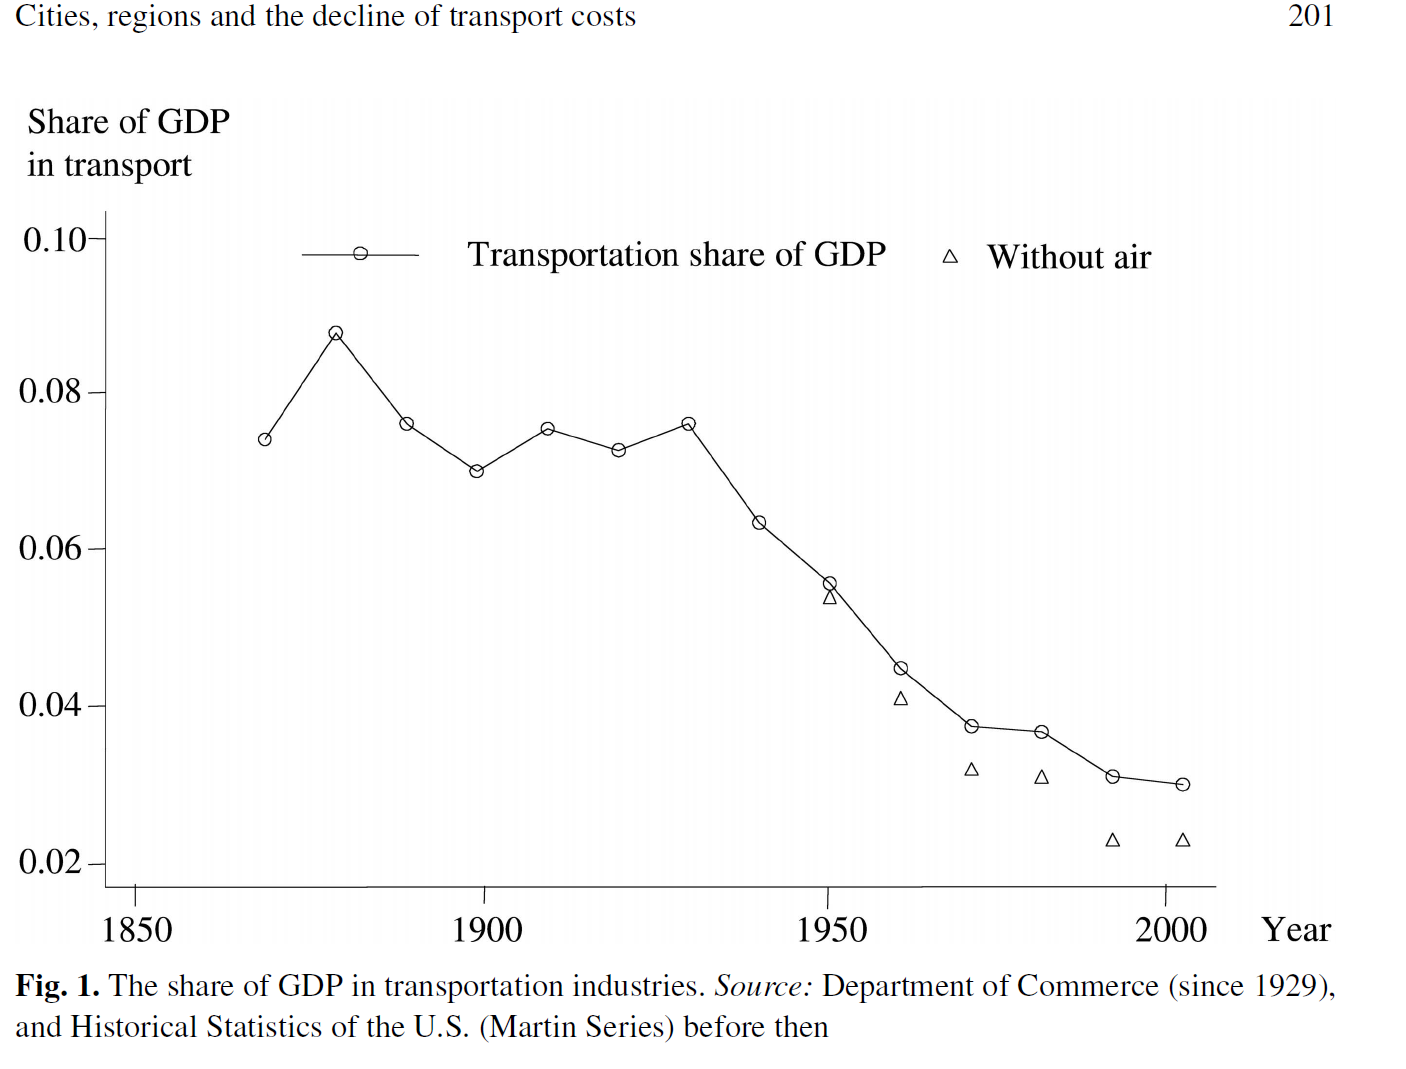 Cities, regions and the decline of transport costs 201
Share of GDP
in transport
0.10
Transportation share of GDP Without air
0.08
0.06
0.04
0.02
1850 1900 1950 2000 Year
Fig. 1. The share of GDP in transportation industries. Source: Department of Commerce (since 1929),
and Historical Statistics of the U.S. (Martin Series) before then